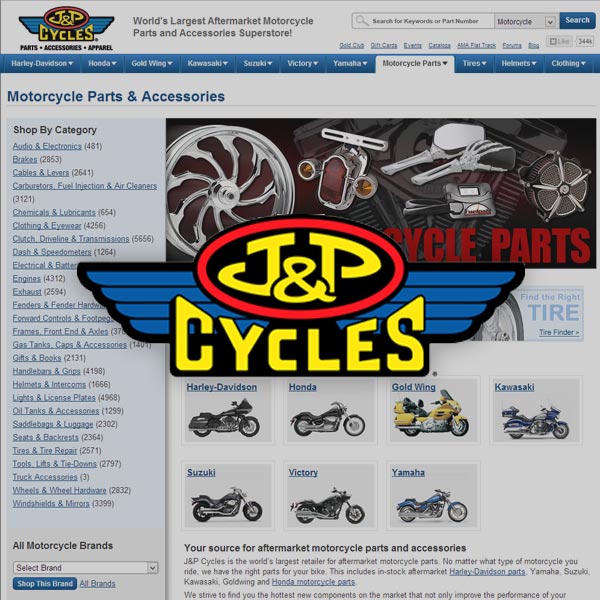 J&P
CYCLES
PARTS • ACCESSORIES • APPAREL
World's Largest Aftermarket Motorcycle
Parts and Accessories Superstore!
Search for Keywords or Part Number
Motorcycle
Search
Gold Club Gift Cards Events Catalogs AMA Flat Track Forums Blog Like 344k
Harley-Davidson Honda Gold Wing Kawasaki Suzuki Victory Yamaha Motorcycle Parts Tires Helmets Clothing
Motorcycle Parts & Accessories
Shop By Category
Audio & Electronics (481)
Brakes (2853)
Cables & Levers (2641)
Carburetors, Fuel Injection & Air Cleaners
(3121)
Chemicals & Lubricants (654)
Clothing & Eyewear (4256)
Clutch, Driveline & Transmissions (5656)
Dash & Speedometers (1264)
Electrical &
Engines (4312)
Exhaust (2594)
Fenders & Fender
Forward Controls &
Frames, Front End & Axles
Gas Tanks, Caps & Accessories (1401)
Gifts & Books (2131)
Handlebars & Grips (4198)
Helmets & Intercoms (1666)
Lights & License Plates (4968)
Oil Tanks & Accessories (1299)
Saddlebags & Luggage (2302)
Seats & Backrests (2364)
Tires & Tire Repair (2571)
Tools, Lifts & Tie-Downs (2797)
Truck Accessories (3)
Wheels & Wheel Hardware (2832)
Windshields & Mirrors (3399)
All Motorcycle Brands
Select Brand
Shop This Brand All Brands
CYCLE PARTS
J&P
CYCLES
®
Find the Right
TIRE
Tire Finder >
Harley-Davidson Honda Gold Wing Kawasaki
Suzuki Victory Yamaha
Your source for aftermarket motorcycle parts and accessories
J&P Cycles is the world's largest retailer for aftermarket motorcycle parts. No matter what type of motorcycle you
ride, we have the right parts for your bike. This includes in-stock aftermarket Harley-Davidson parts, Yamaha, Suzuki,
Kawasaki, Goldwing and Honda motorcycle parts.
We strive to find you the hottest new components on the market that not only improve the performance of your